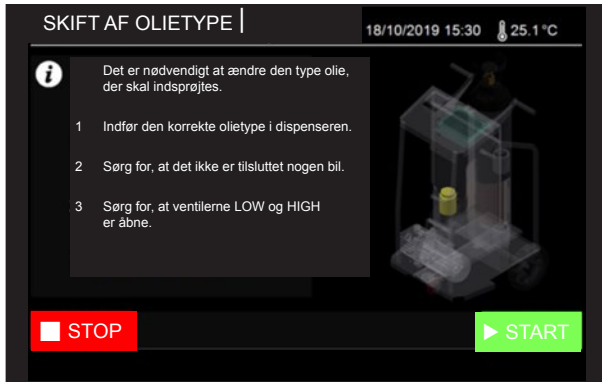 SKIFT AF OLIETYPE
18/10/2019 15:30 25.1°C
Det er nødvendigt at ændre den type olie,
der skal indsprøjtes.
1 Indfør den korrekte olietype i dispenseren.
2 Sørg for, at det ikke er tilsluttet nogen bil.
3 Sørg for, at ventilerne LOW og HIGH
er åbne.
STOP
START